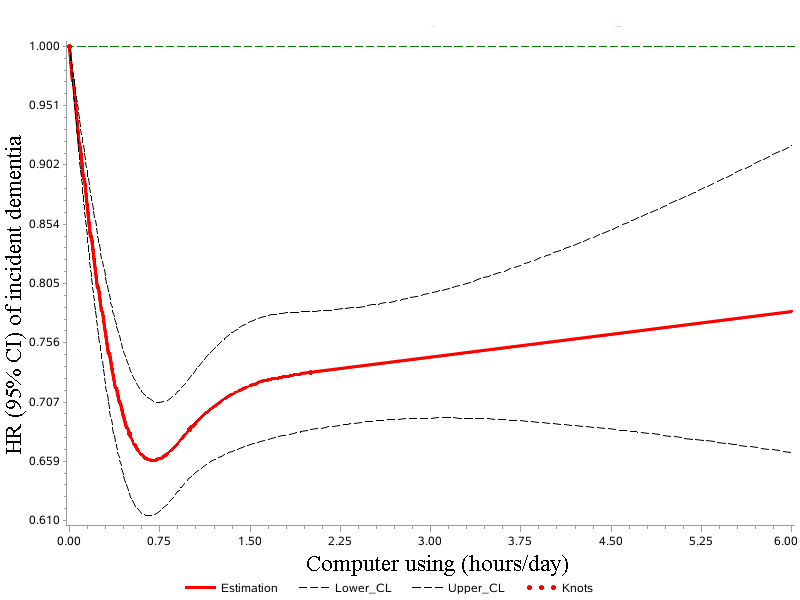 HR (95% CI) of incident dementia
1.000
0.951
0.902
0.854
0.805
0.756
0.707
0.659
0.610
0.00 0.75 1.50 2.25 3.00 3.75 4.50 5.25 6.00
Computer using (hours/day)
Estimation Lower_CL Upper_CL Knots